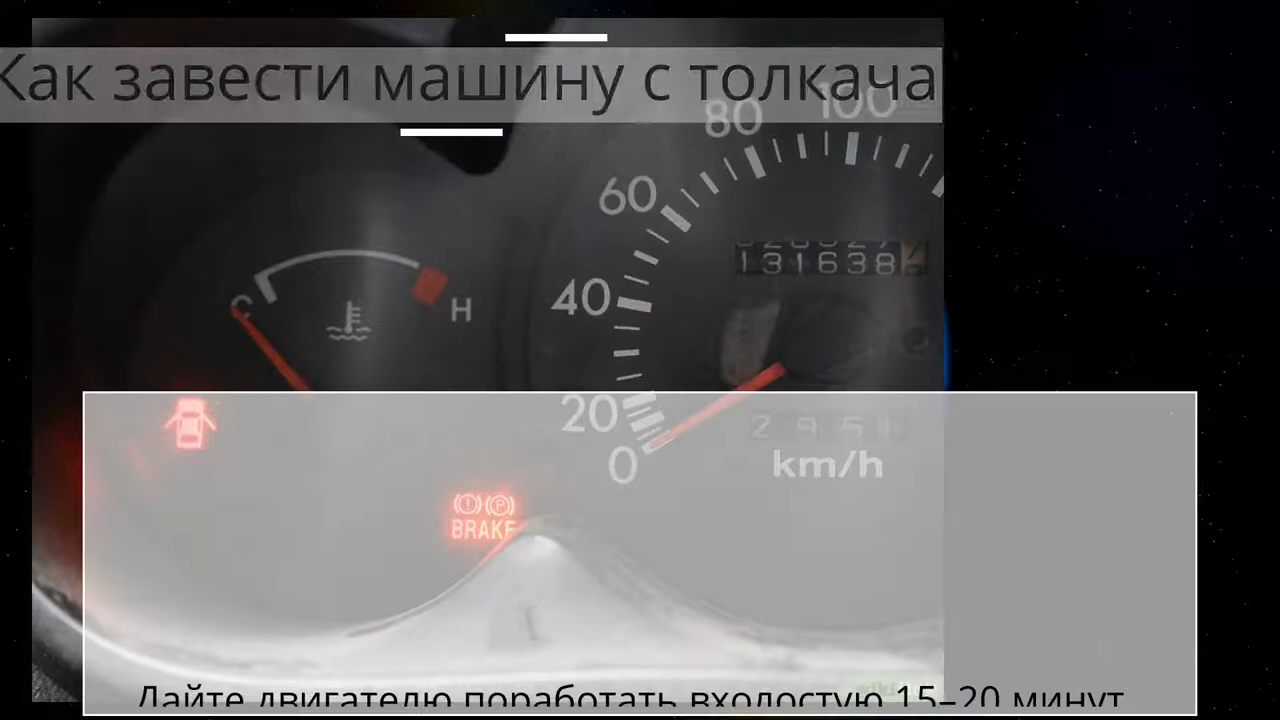 Как завести машину с толкача
80 100
60
131638
C H 40
20
0
km/h
BRAKE
Дайте двигателю поработать вхолостую 15–20 минут